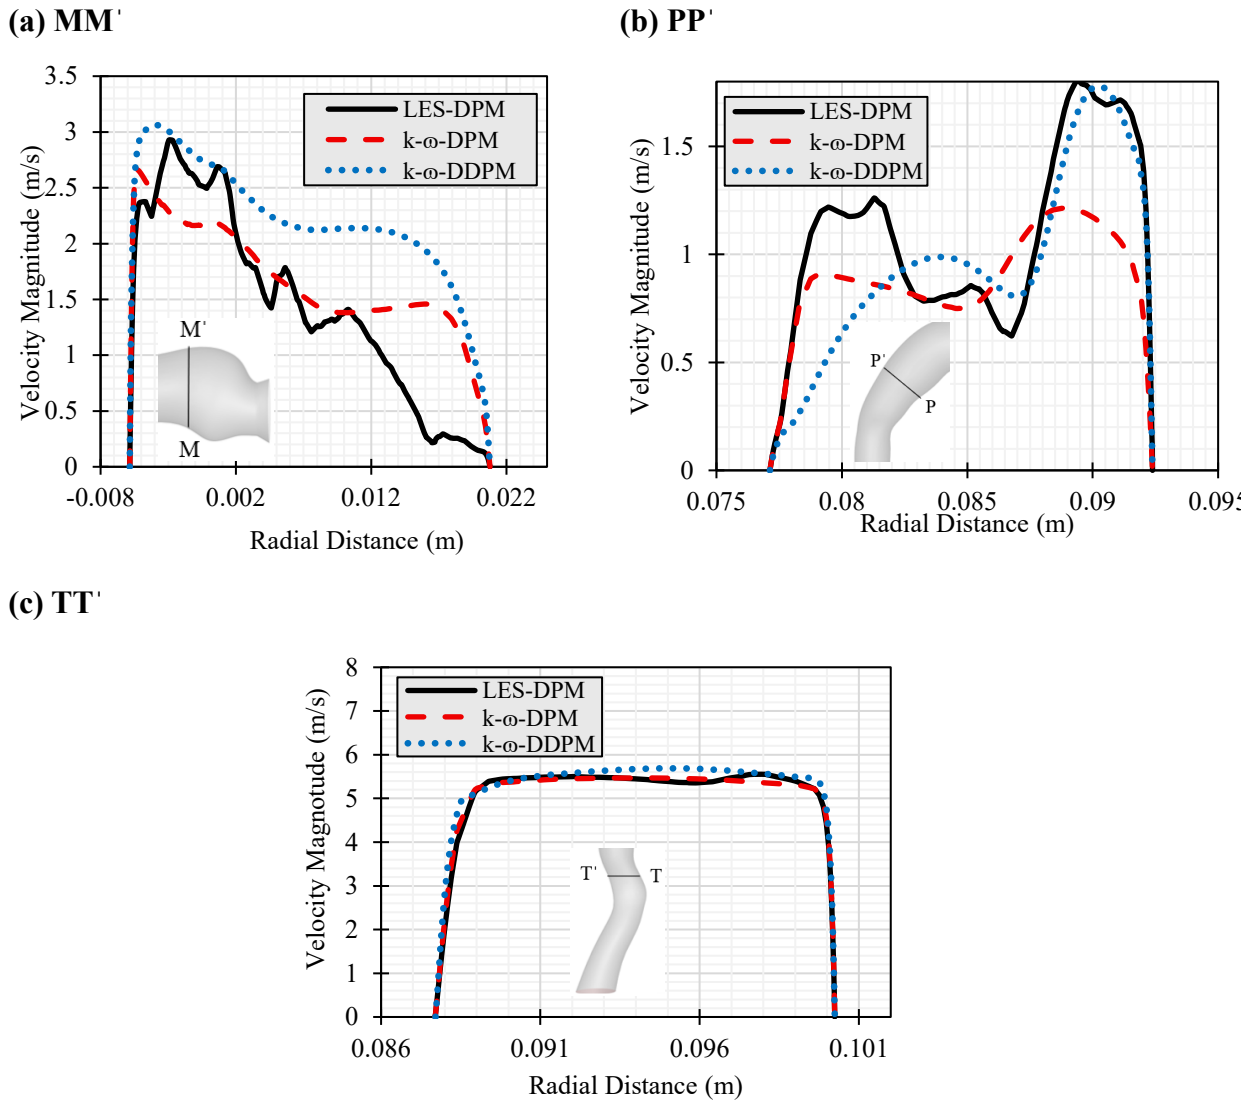 (a) MM'
(b) PP'
3.5
3
2.5
2
1.5
1
0.5
0
-0.008
0.002
0.012
0.022
Velocity Magnitude (m/s)
Radial Distance (m)
LES-DPM
k-ω-DPM
k-ω-DDPM
M'
M
1.5
1
0.5
0
0.075
0.08
0.085
0.09
0.095
Velocity Magnitude (m/s)
Radial Distance (m)
LES-DPM
k-ω-DPM
k-ω-DDPM
P'
P
(c) TT'
8
7
6
5
4
3
2
1
0
0.086
0.091
0.096
0.101
Velocity Magnotude (m/s)
Radial Distance (m)
LES-DPM
k-ω-DPM
k-ω-DDPM
T'
T